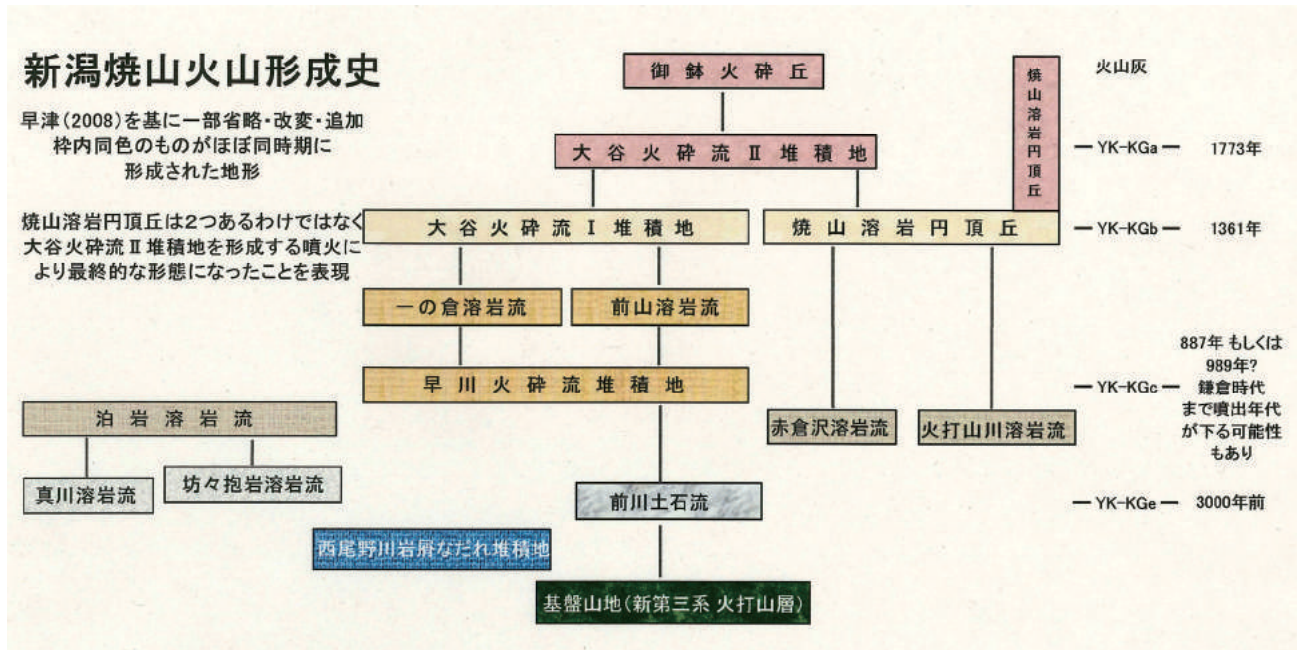 新潟焼山火山形成史
早津(2008)を基に一部省略・改変・追加
枠内同色のものがほぼ同時期に
形成された地形
焼山溶岩円頂丘は2つあるわけではなく
大谷火砕流Ⅱ堆積地を形成する噴火に
より最終的な形態になったことを表現
御鉢火砕丘
焼山溶岩円頂丘
火山灰
大谷火砕流Ⅱ堆積地
YK-KGa
1773年
大谷火砕流Ⅰ堆積地
焼山溶岩円頂丘
YK-KGb
1361年
一の倉溶岩流
前山溶岩流
早川火砕流堆積地
YK-KGc
887年 もしくは
989年?
鎌倉時代
まで噴出年代
が下る可能性
もあり
泊岩溶岩流
赤倉沢溶岩流
火打山川溶岩流
真川溶岩流
坊々抱岩溶岩流
前川土石流
YK-KGe
3000年前
西尾野川岩屑なだれ堆積地
基盤山地(新第三系 火打山層)